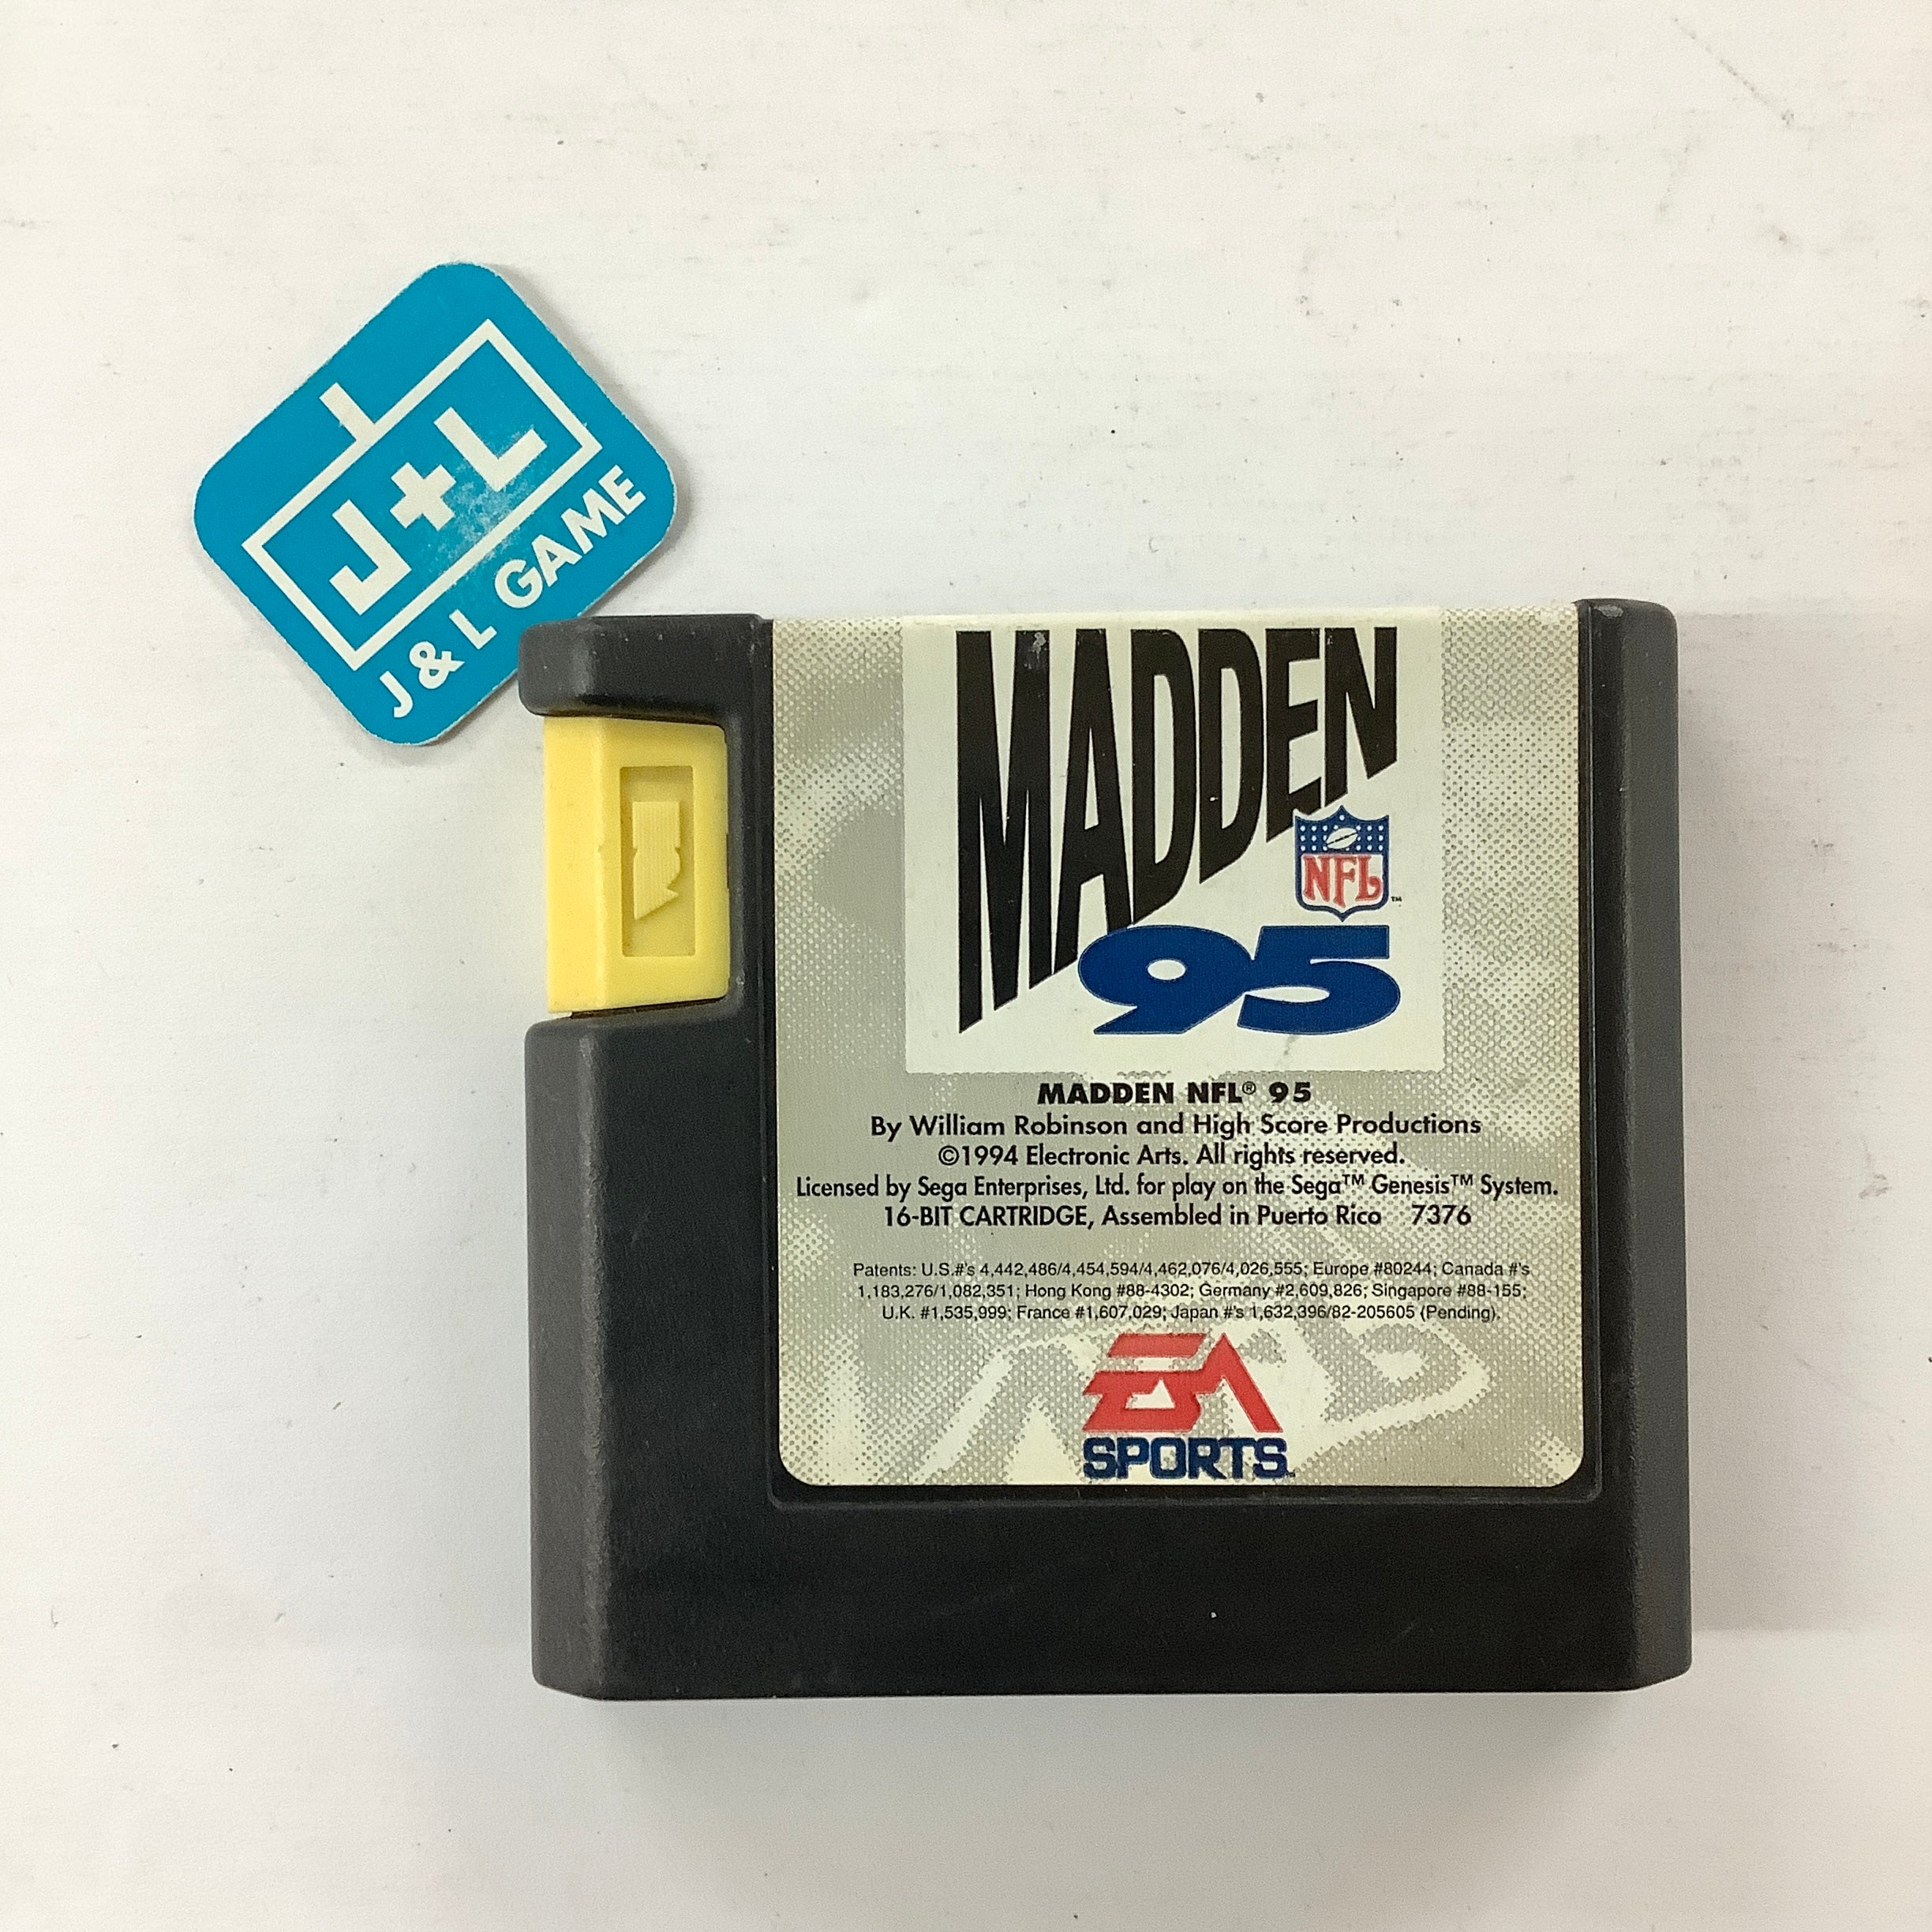 J+L
J & L GAME
MADDEN
NFL ™
95
MADDEN NFL® 95
By William Robinson and High Score Productions
©1994 Electronic Arts. All rights reserved.
Licensed by Sega Enterprises, Ltd. for play on the Sega™ Genesis™ System.
16-BIT CARTRIDGE, Assembled in Puerto Rico 7376
Patents: U.S.#'s 4,442,486/4,454,594/4,462,076/4,026,555; Europe #80244; Canada #'s
1,183,276/1,082,351; Hong Kong #88-4302; Germany #2,609,826; Singapore #88-155;
U.K. #1,535,999; France #1,607,029; Japan #'s 1,632,396/82-205605 (Pending).
EA
SPORTS™